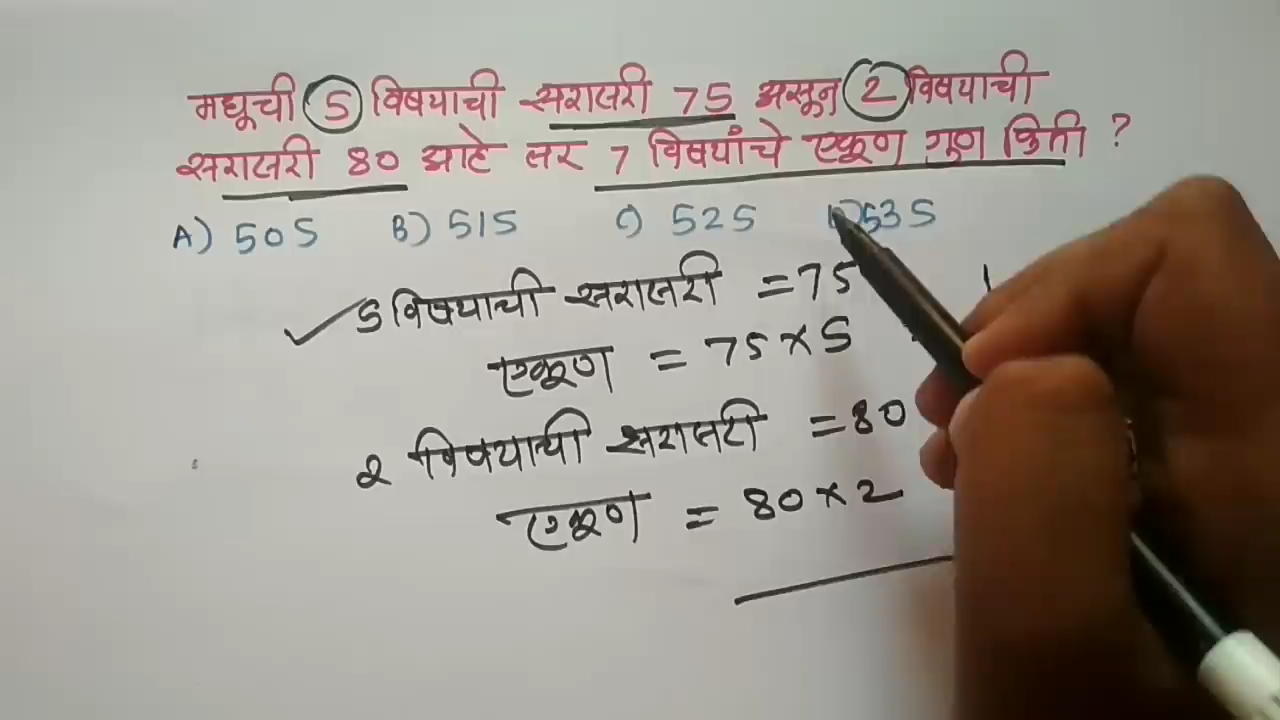 मधूची 5 विषयाची सरासरी 75 असून 2 विषयाची
सरासरी 80 आहे तर 7 विषयांचे एकूण गुण किती ?
A) 505 B) 515 C) 525 D) 535
5 विषयाची सरासरी = 75
एकूण = 75 × 5
2 विषयाची सरासरी = 80
एकूण = 80 × 2